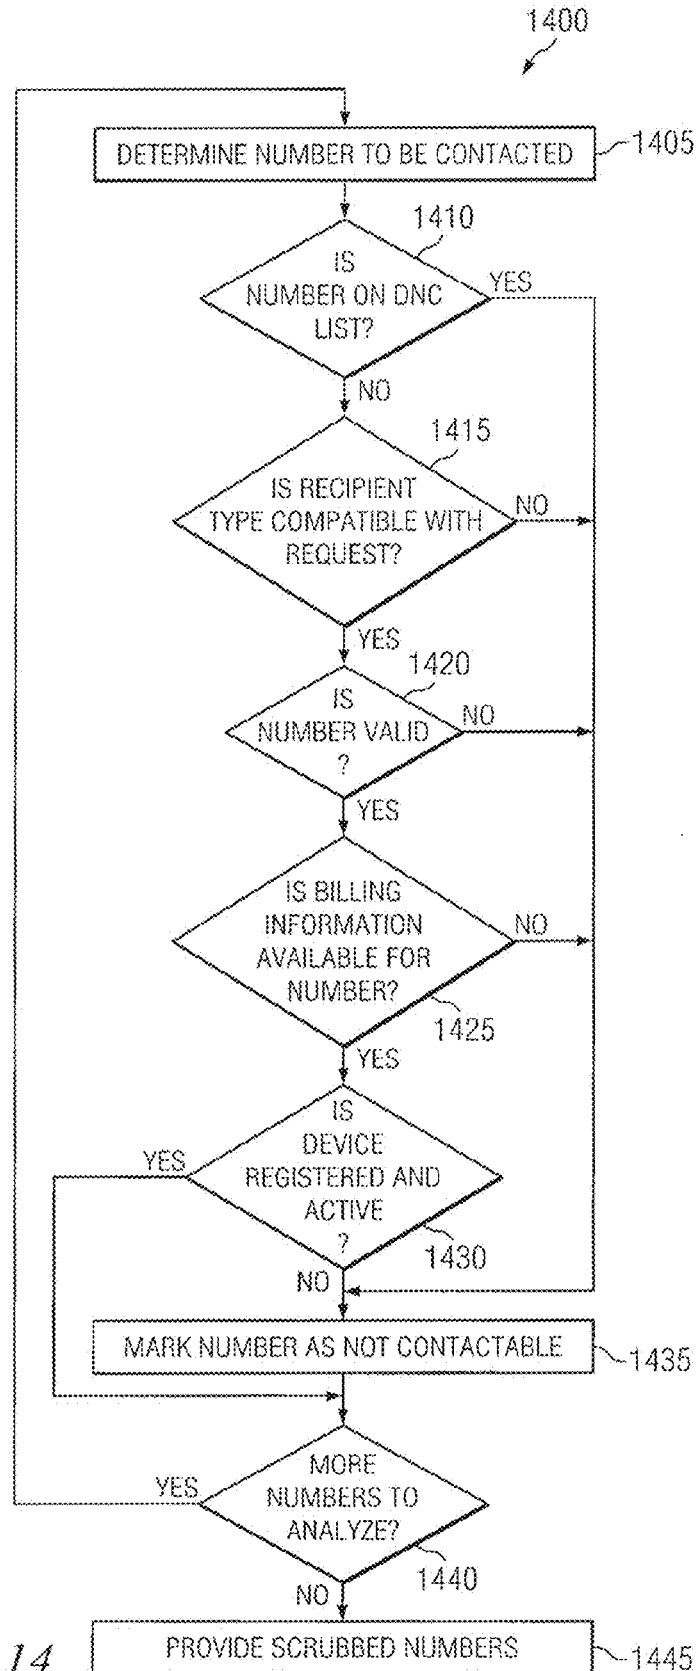 1400
DETERMINE NUMBER TO BE CONTACTED
1405
1410
IS
NUMBER ON DNC
LIST?
YES
NO
1415
IS RECIPIENT
TYPE COMPATIBLE WITH
REQUEST?
NO
YES
1420
IS
NUMBER VALID
?
NO
YES
IS BILLING
INFORMATION
AVAILABLE FOR
NUMBER?
NO
1425
YES
IS
DEVICE
REGISTERED AND
ACTIVE
?
YES
1430
NO
MARK NUMBER AS NOT CONTACTABLE
1435
MORE
NUMBERS TO
ANALYZE?
YES
1440
NO
14
PROVIDE SCRUBBED NUMBERS
1445